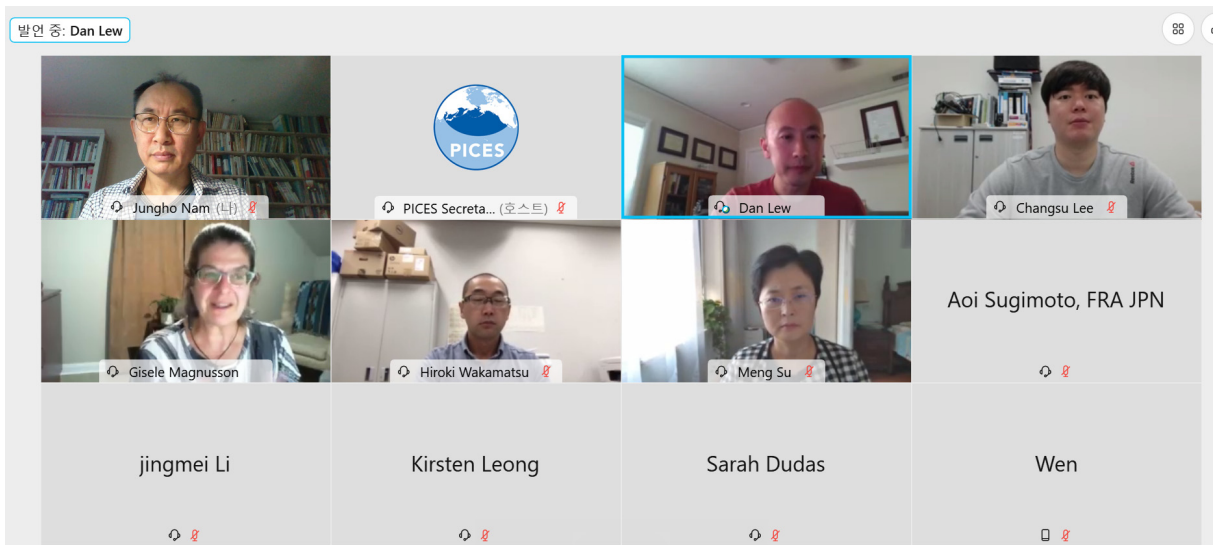 발언 중: Dan Lew
PICES
Jungho Nam (나)
PICES Secreta... (호스트)
Dan Lew
Changsu Lee
Gisele Magnusson
Hiroki Wakamatsu
Meng Su
Aoi Sugimoto, FRA JPN
jingmei Li
Kirsten Leong
Sarah Dudas
Wen